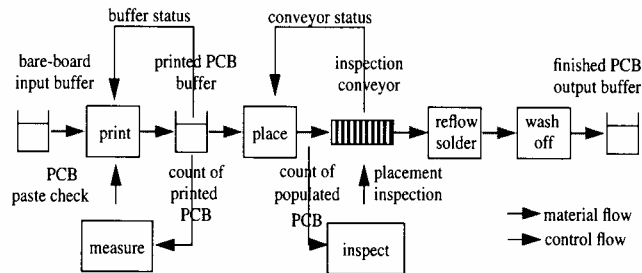 buffer status
conveyor status
bare-board
input buffer
printed PCB
buffer
inspection
conveyor
finished PCB
output buffer
print
place
reflow
solder
wash
off
PCB
paste check
count of
printed
PCB
count of
populated
PCB
placement
inspection
measure
inspect
material flow
control flow